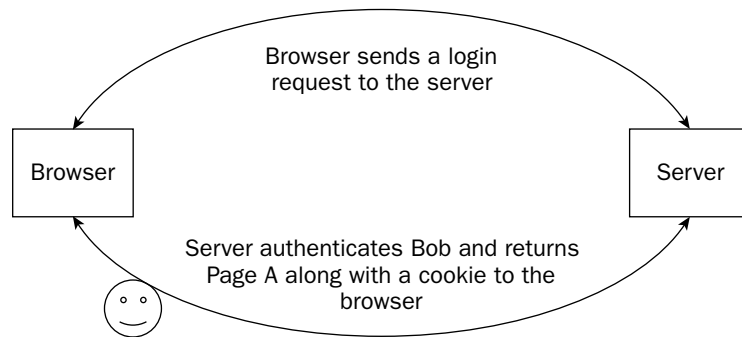 Browser sends a login
request to the server
Browser
Server
Server authenticates Bob and returns
Page A along with a cookie to the
browser